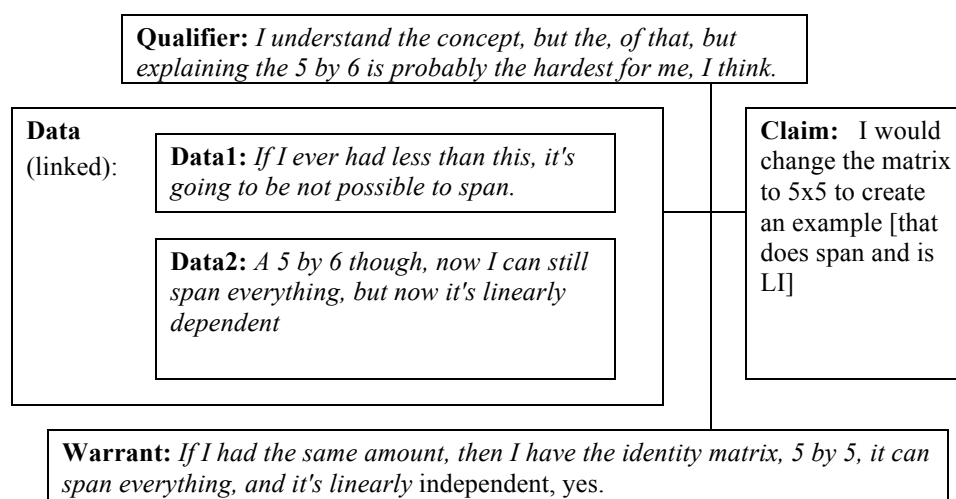 Qualifier: I understand the concept, but the, of that, but
explaining the 5 by 6 is probably the hardest for me, I think.
Data
(linked):
Data1: If I ever had less than this, it's
going to be not possible to span.
Data2: A 5 by 6 though, now I can still
span everything, but now it's linearly
dependent
Claim: I would
change the matrix
to 5x5 to create
an example [that
does span and is
LI]
Warrant: If I had the same amount, then I have the identity matrix, 5 by 5, it can
span everything, and it's linearly independent, yes.